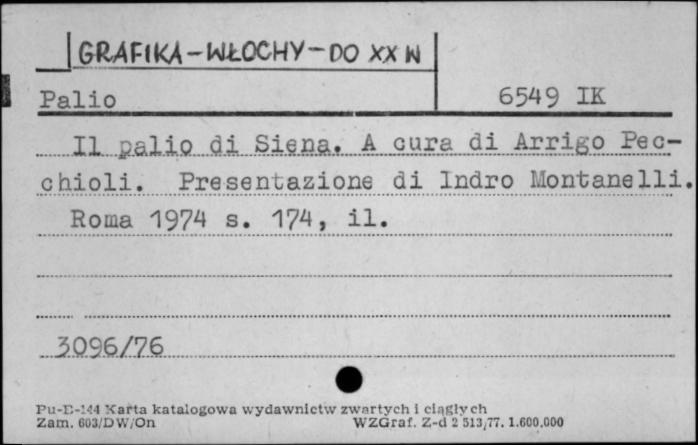 GRAFIKA-WŁOCHY-DO XX W
Palio 6549 IK
Il palio di Siena. A cura di Arrigo Pec-
chioli. Presentazione di Indro Montanelli.
Roma 1974 s. 174, il.
3096/76
Pu-E-144 Karta katalogowa wydawnictw zwartych i ciągłych
Zam. 603/DW/On WZGraf. Z-d 2 513/77. 1.600.000